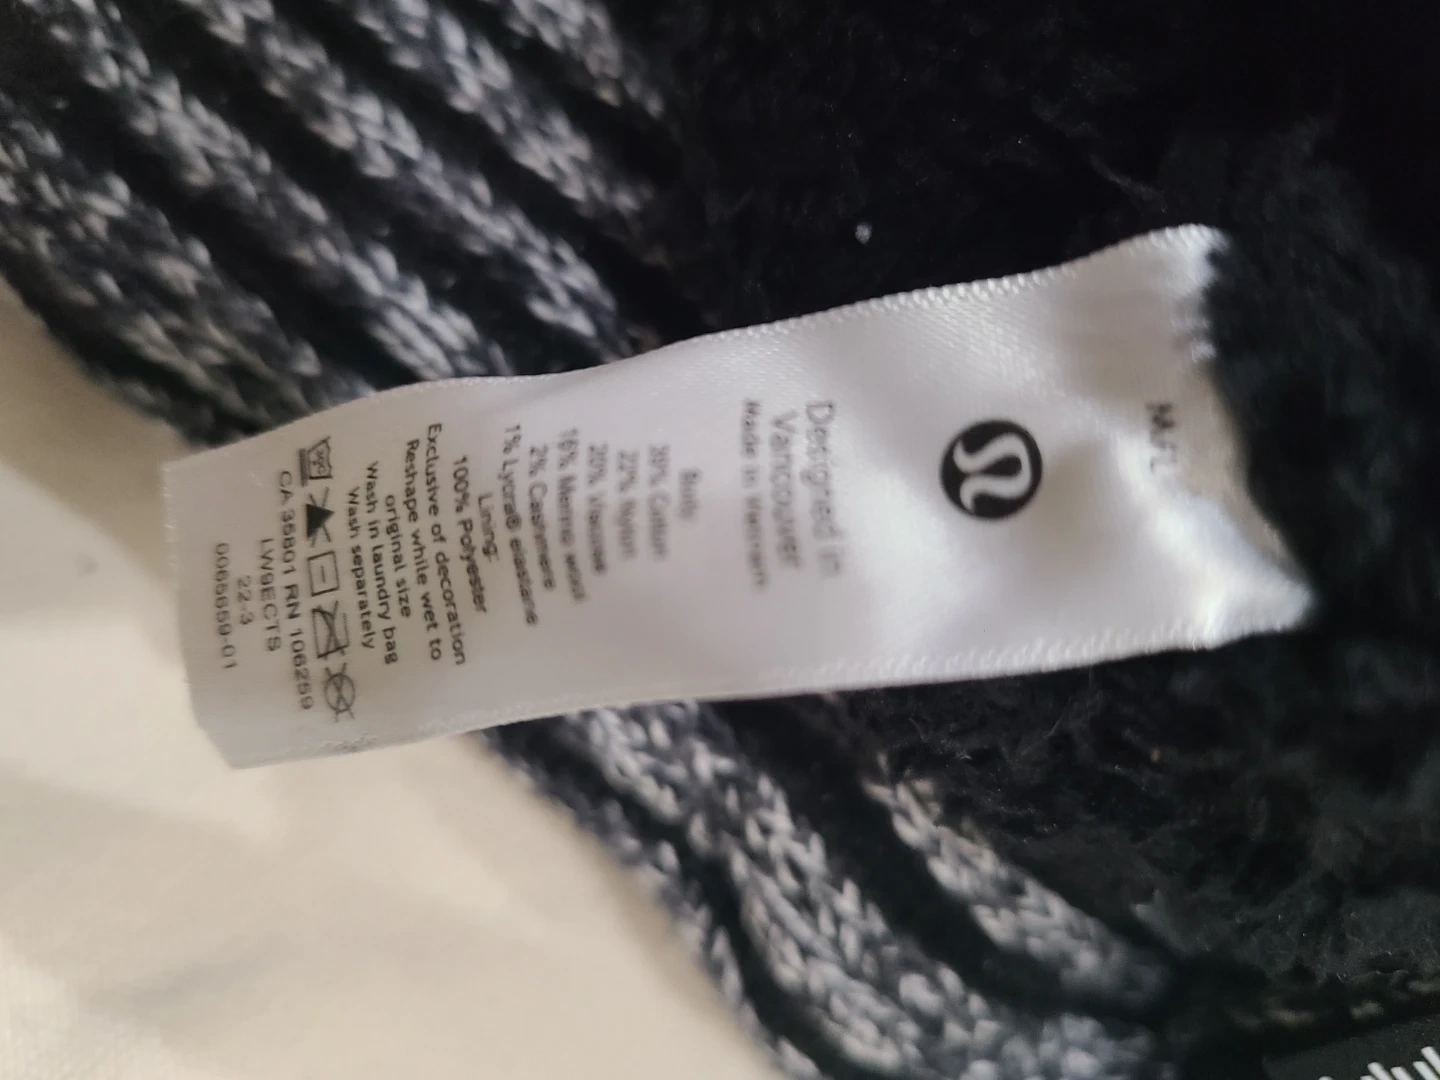 M/L
Designed in
Vancouver
Made in Vietnam
Body
39% Cotton
22% Nylon
20% Viscose
16% Merino wool
2% Cashmere
1% Lycra® elastane
Lining:
100% Polyester
Exclusive of decoration
Reshape while wet to
original size
Wash in laundry bag
Wash separately
CA 35801 RN 106259
LW9ECTS
22-3
0065659-01